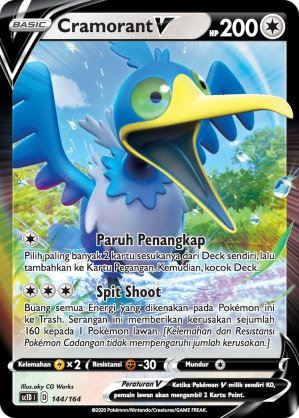 BASIC Cramorant V HP 200
Paruh Penangkap
Pilih paling banyak 2 kartu sesukanya dari Deck sendiri, lalu
tambahkan ke Kartu Pegangan. Kemudian, kocok Deck.
Spit Shoot
Buang semua Energi yang dikenakan pada Pokémon ini
ke Trash. Serangan ini memberikan kerusakan sejumlah
160 kepada 1 Pokémon lawan. [Kelemahan dan Resistansi
Pokémon Cadangan tidak mempengaruhi jumlah kerusakan.]
Kelemahan ×2 Resistansi -30 Mundur
Illus. aky CG Works
Peraturan V Ketika Pokémon V milik sendiri KO,
pemain lawan akan mengambil 2 Kartu Point.
SC1D I D 144/164
©2020 Pokémon/Nintendo/Creatures/GAME FREAK.